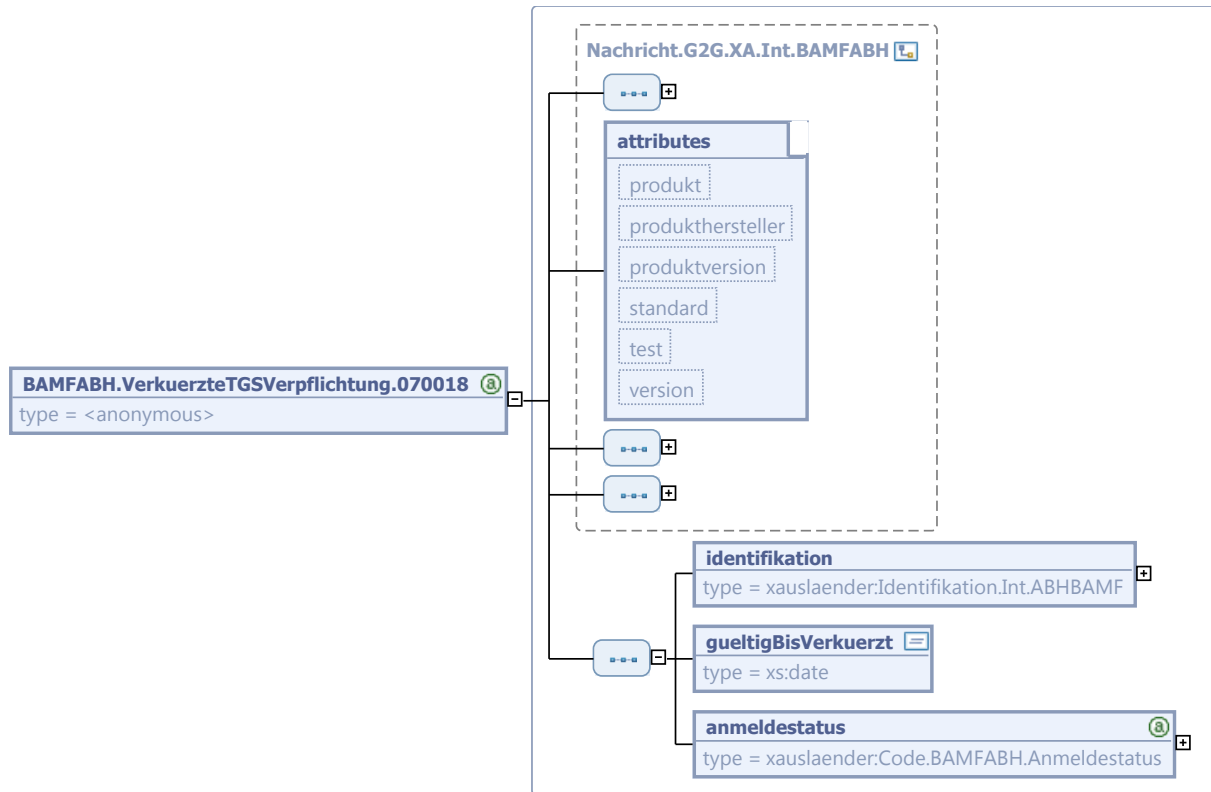 Nachricht.G2G.XA.Int.BAMFABH
attributes
produkt
produkthersteller
produktversion
standard
test
version
BAMFABH.VerkuerzteTGSVerpflichtung.070018
type = <anonymous>
identifikation
type = xauslaender:Identifikation.Int.ABHBAMF
gueltigBisVerkuerzt
type = xs:date
anmeldestatus
type = xauslaender:Code.BAMFABH.Anmeldestatus